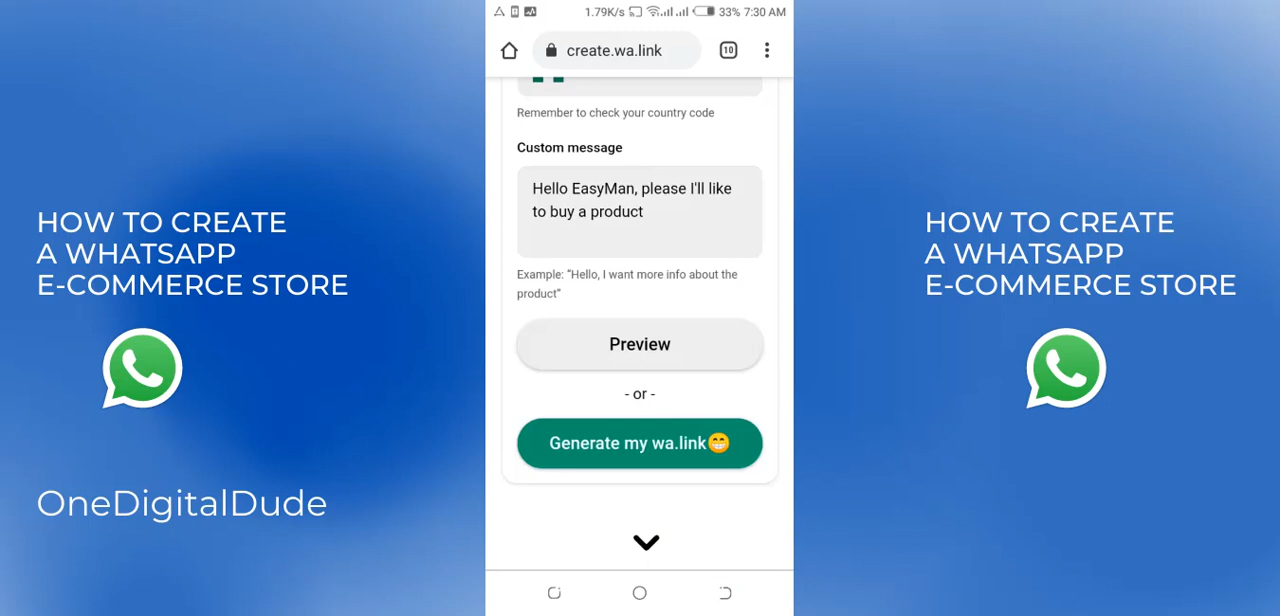 HOW TO CREATE
A WHATSAPP
E-COMMERCE STORE
OneDigitalDude
1.79K/s 33% 7:30 AM
create.wa.link 10
Remember to check your country code
Custom message
Hello EasyMan, please I'll like
to buy a product
Example: "Hello, I want more info about the
product"
Preview
- or -
Generate my wa.link😁
HOW TO CREATE
A WHATSAPP
E-COMMERCE STORE